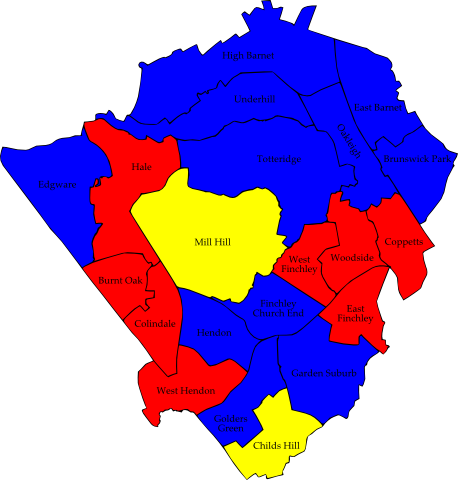 High Barnet
Underhill
East Barnet
Oakleigh
Brunswick Park
Totteridge
Hale
Edgware
Mill Hill
Coppetts
Woodside
West
Finchley
Burnt Oak
Colindale
Finchley
Church End
East
Finchley
Hendon
Garden Suburb
West Hendon
Golders
Green
Childs Hill